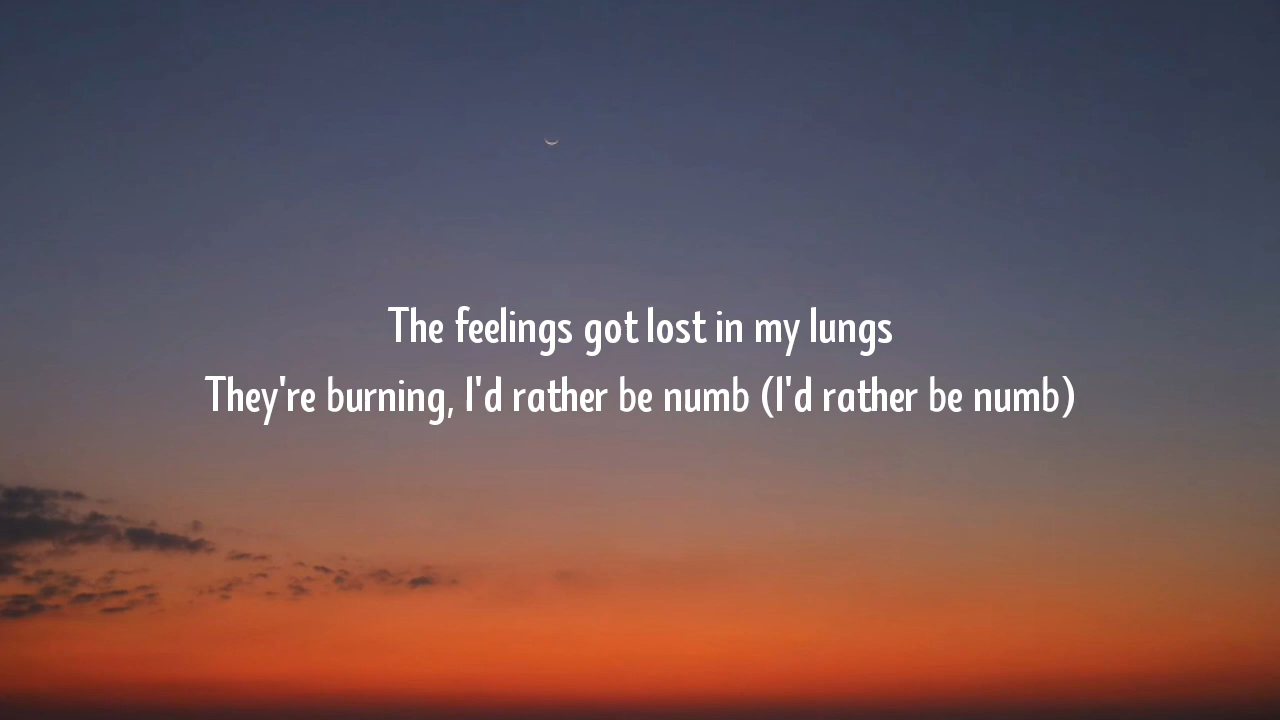 The feelings got lost in my lungs
They're burning, I'd rather be numb (I'd rather be numb)